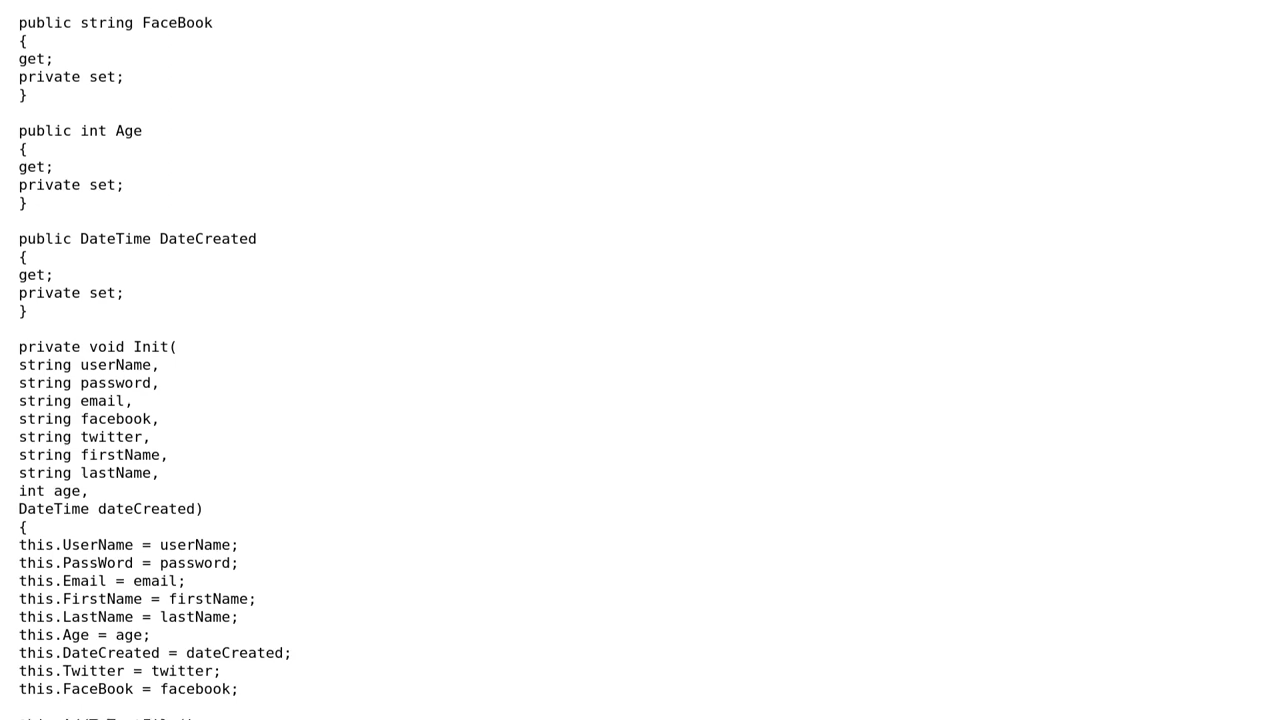 public string FaceBook
{
get;
private set;
}

public int Age
{
get;
private set;
}

public DateTime DateCreated
{
get;
private set;
}

private void Init(
string userName,
string password,
string email,
string facebook,
string twitter,
string firstName,
string lastName,
int age,
DateTime dateCreated)
{
this.UserName = userName;
this.PassWord = password;
this.Email = email;
this.FirstName = firstName;
this.LastName = lastName;
this.Age = age;
this.DateCreated = dateCreated;
this.Twitter = twitter;
this.FaceBook = facebook;